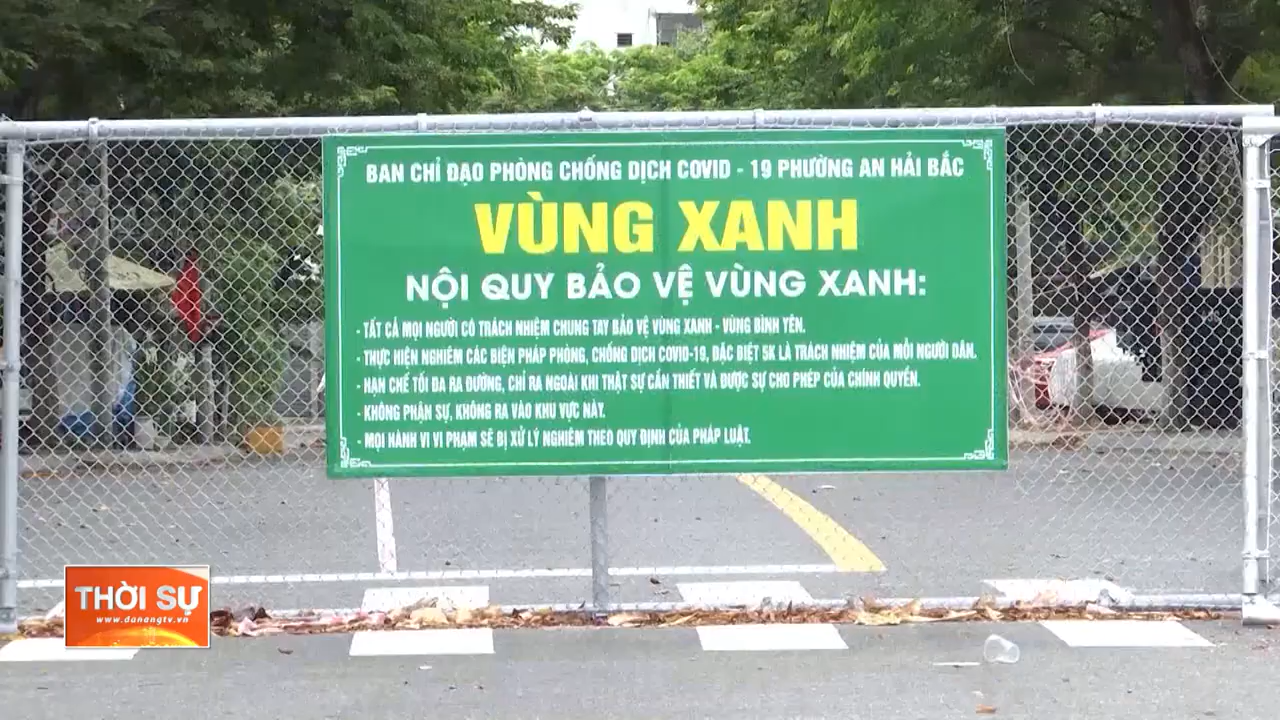 BAN CHỈ ĐẠO PHÒNG CHỐNG DỊCH COVID - 19 PHƯỜNG AN HẢI BẮC
VÙNG XANH
NỘI QUY BẢO VỆ VÙNG XANH:
- TẤT CẢ MỌI NGƯỜI CÓ TRÁCH NHIỆM CHUNG TAY BẢO VỆ VÙNG XANH - VÙNG BÌNH YÊN.
- THỰC HIỆN NGHIÊM CÁC BIỆN PHÁP PHÒNG, CHỐNG DỊCH COVID-19, ĐẶC BIỆT 5K LÀ TRÁCH NHIỆM CỦA MỖI NGƯỜI DÂN.
- HẠN CHẾ TỐI ĐA RA ĐƯỜNG, CHỈ RA NGOÀI KHI THẬT SỰ CẦN THIẾT VÀ ĐƯỢC SỰ CHO PHÉP CỦA CHÍNH QUYỀN.
- KHÔNG PHẬN SỰ, KHÔNG RA VÀO KHU VỰC NÀY.
- MỌI HÀNH VI VI PHẠM SẼ BỊ XỬ LÝ NGHIÊM THEO QUY ĐỊNH CỦA PHÁP LUẬT.
THỜI SỰ
www.danangtv.vn